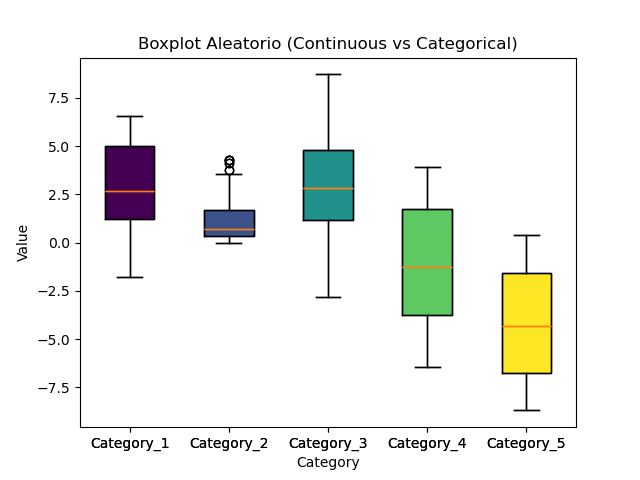 Boxplot Aleatorio (Continuous vs Categorical)
7.5
5.0
2.5
0.0
−2.5
−5.0
−7.5
Value
Category_1 Category_2 Category_3 Category_4 Category_5
Category